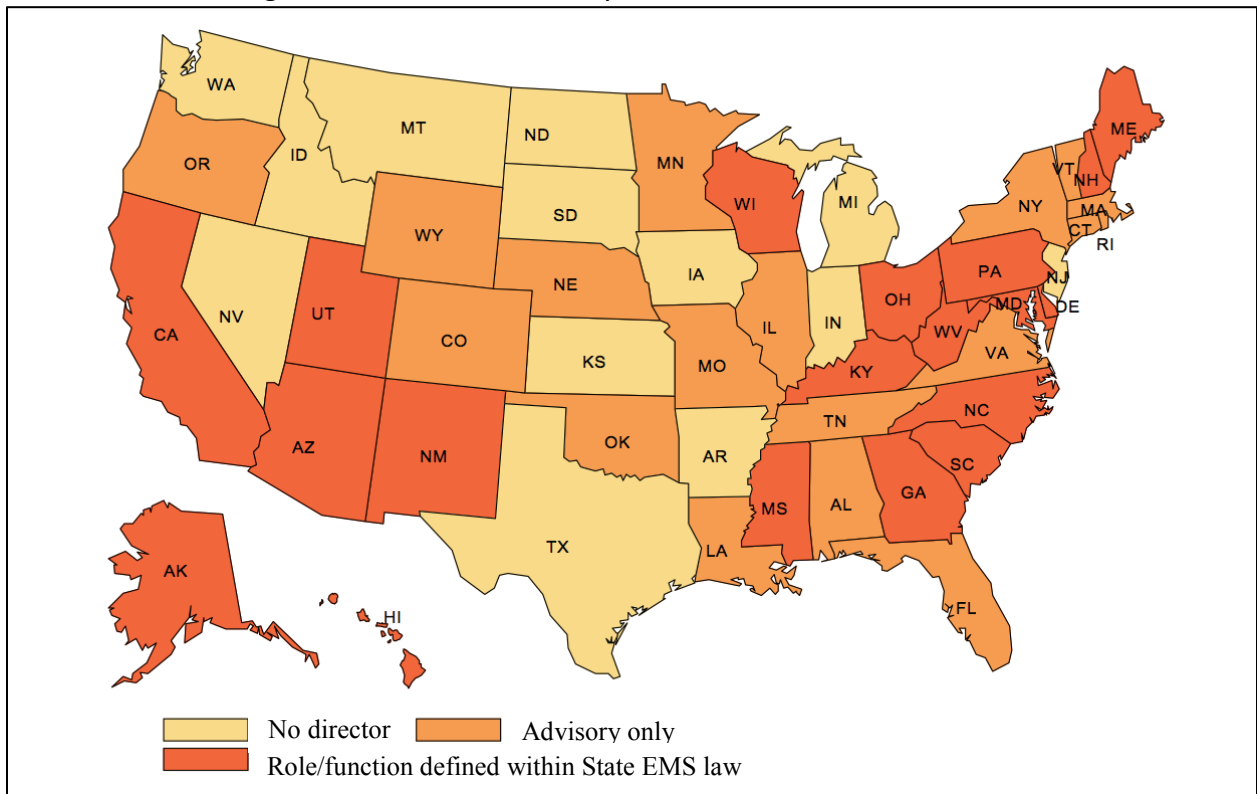 WA
MT
ND
MN
ME
OR
ID
SD
WI
MI
VT
NH
NY
MA
CT
RI
WY
IA
NE
PA
NJ
NV
UT
CO
IL
IN
OH
MD
DE
WV
VA
CA
KS
MO
KY
AZ
NM
OK
AR
TN
NC
SC
MS
AL
GA
TX
LA
FL
AK
HI
No director
Advisory only
Role/function defined within State EMS law